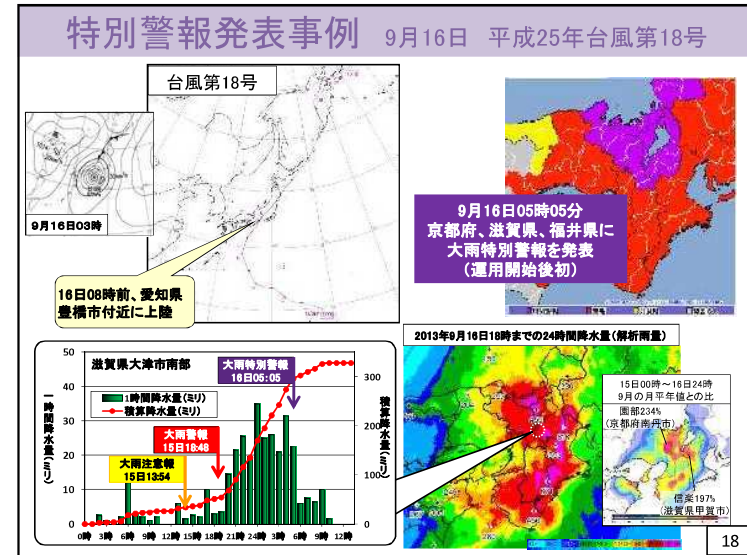 特別警報発表事例 9月16日 平成25年台風第18号
台風第18号
9月16日03時
16日08時前、愛知県
豊橋市付近に上陸
9月16日05時05分
京都府、滋賀県、福井県に
大雨特別警報を発表
(運用開始後初)
滋賀県大津市南部
1時間降水量(ミリ)
積算降水量(ミリ)
大雨特別警報
16日05:05
大雨警報
15日18:48
大雨注意報
15日13:54
一時間降水量(ミリ)
積算降水量(ミリ)
50
40
30
20
10
0
300
200
100
0
0時 3時 6時 9時 12時 15時 18時 21時 24時 3時 6時 9時 12時
2013年9月16日18時までの24時間降水量(解析雨量)
15日00時～16日24時
9月の月平年値との比
園部234%
(京都府南丹市)
信楽197%
(滋賀県甲賀市)
18